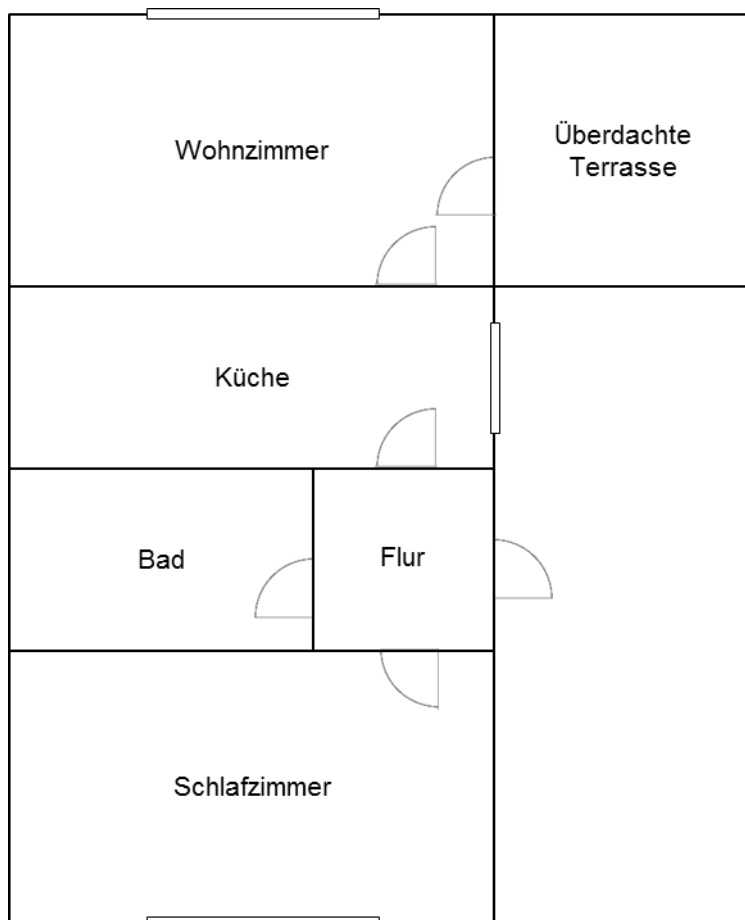 Wohnzimmer
Überdachte
Terrasse
Küche
Bad
Flur
Schlafzimmer